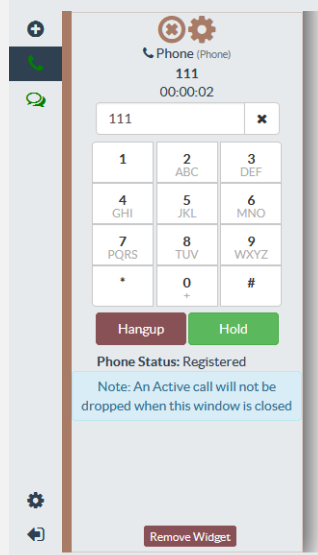 Phone (Phone)
111
00:00:02
111
1 2 3
ABC DEF
4 5 6
GHI JKL MNO
7 8 9
PQRS TUV WXYZ
* 0 #
+
Hangup Hold
Phone Status: Registered
Note: An Active call will not be
dropped when this window is closed
Remove Widget